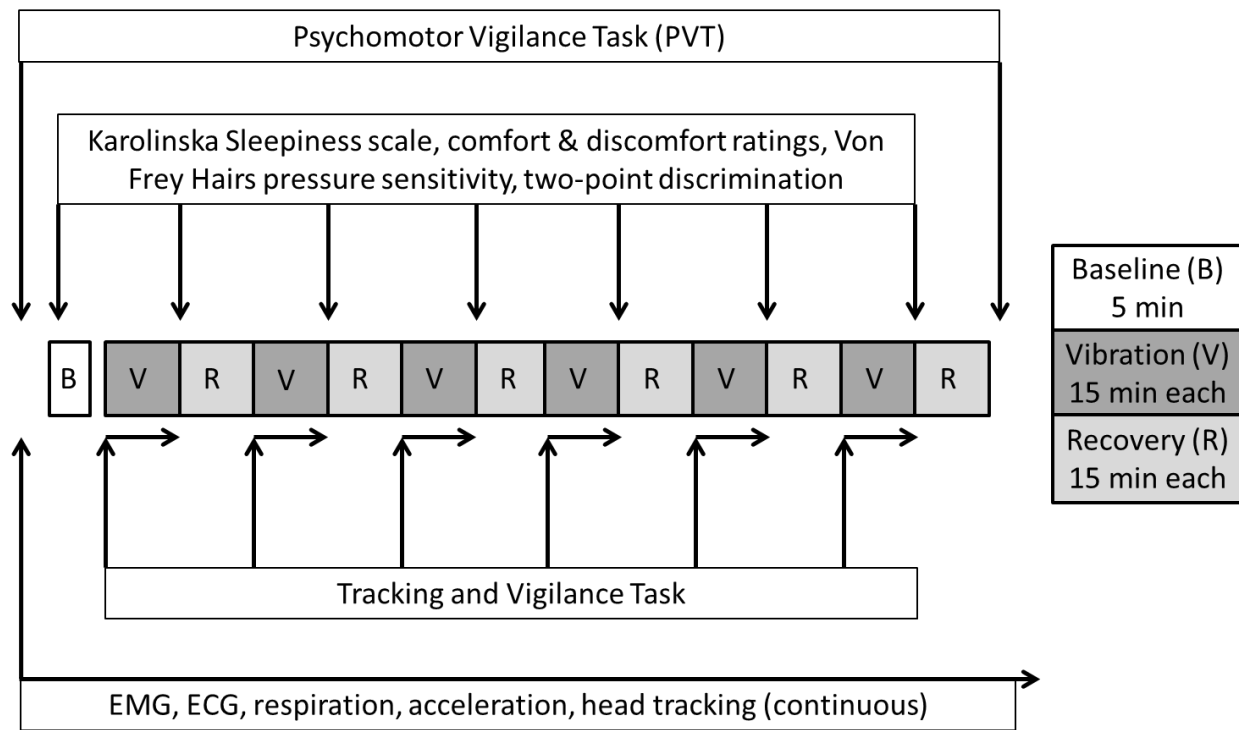 Psychomotor Vigilance Task (PVT)
Karolinska Sleepiness scale, comfort & discomfort ratings, Von
Frey Hairs pressure sensitivity, two-point discrimination
B
V
R
V
R
V
R
V
R
V
R
V
R
Baseline (B)
5 min
Vibration (V)
15 min each
Recovery (R)
15 min each
Tracking and Vigilance Task
EMG, ECG, respiration, acceleration, head tracking (continuous)